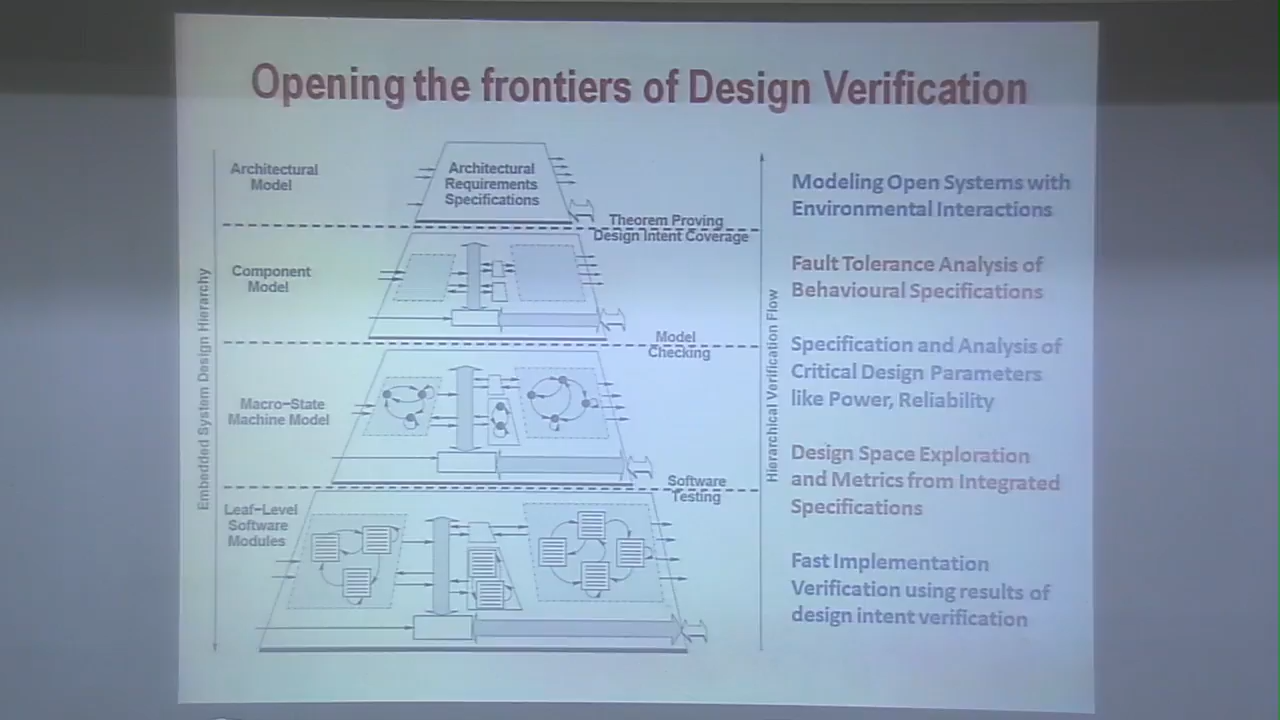 Opening the frontiers of Design Verification
Architectural
Model
Architectural
Requirements
Specifications
Theorem Proving
Design Intent Coverage
Component
Model
Model
Checking
Macro-State
Machine Model
Software
Testing
Leaf-Level
Software
Modules
Embedded System Design Hierarchy
Hierarchical Verification Flow
Modeling Open Systems with
Environmental Interactions
Fault Tolerance Analysis of
Behavioural Specifications
Specification and Analysis of
Critical Design Parameters
like Power, Reliability
Design Space Exploration
and Metrics from Integrated
Specifications
Fast Implementation
Verification using results of
design intent verification